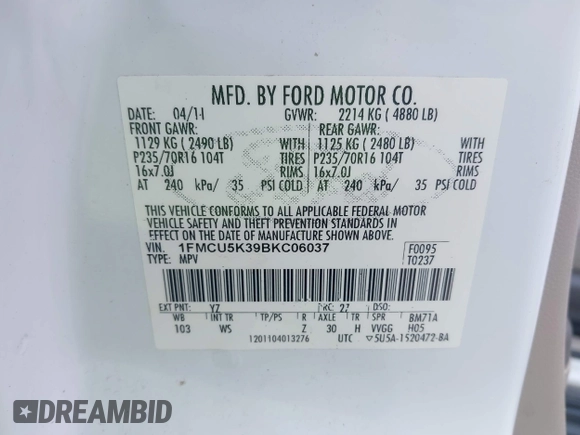 MFD. BY FORD MOTOR CO.
DATE: 04/11 GVWR: 2214 KG ( 4880 LB)
FRONT GAWR: REAR GAWR:
1129 KG ( 2490 LB) WITH 1125 KG ( 2480 LB) WITH
P235/70R16 104T TIRES P235/70R16 104T TIRES
16x7.0J RIMS 16x7.0J RIMS
AT 240 kPa/ 35 PSI COLD AT 240 kPa/ 35 PSI COLD
THIS VEHICLE CONFORMS TO ALL APPLICABLE FEDERAL MOTOR
VEHICLE SAFETY AND THEFT PREVENTION STANDARDS IN
EFFECT ON THE DATE OF MANUFACTURE SHOWN ABOVE.
VIN: 1FMCU5K39BKC06037 F0095
TYPE: MPV T0237
EXT PNT: YZ RC: 27 DSO:
WB INT TR TP/PS R AXLE TR SPR BM71A
103 WS Z 30 H VVGG H05
1201104013276 UTC ▽5U5A-1520472-BA
DREAMBID